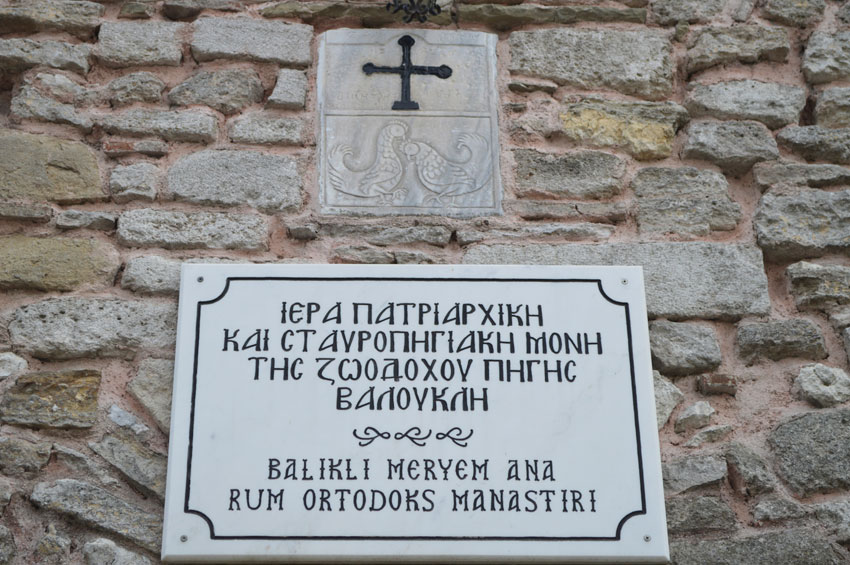 ΙΕΡΑ ΠΑΤΡΙΑΡΧΙΚΗ
ΚΑΙ ΣΤΑΥΡΟΠΗΓΙΑΚΗ ΜΟΝΗ
ΤΗΣ ΖΩΟΔΟΧΟΥ ΠΗΓΗΣ
ΒΑΛΟΥΚΛΗ
BALIKLI MERYEM ANA
RUM ORTODOKS MANASTIRI